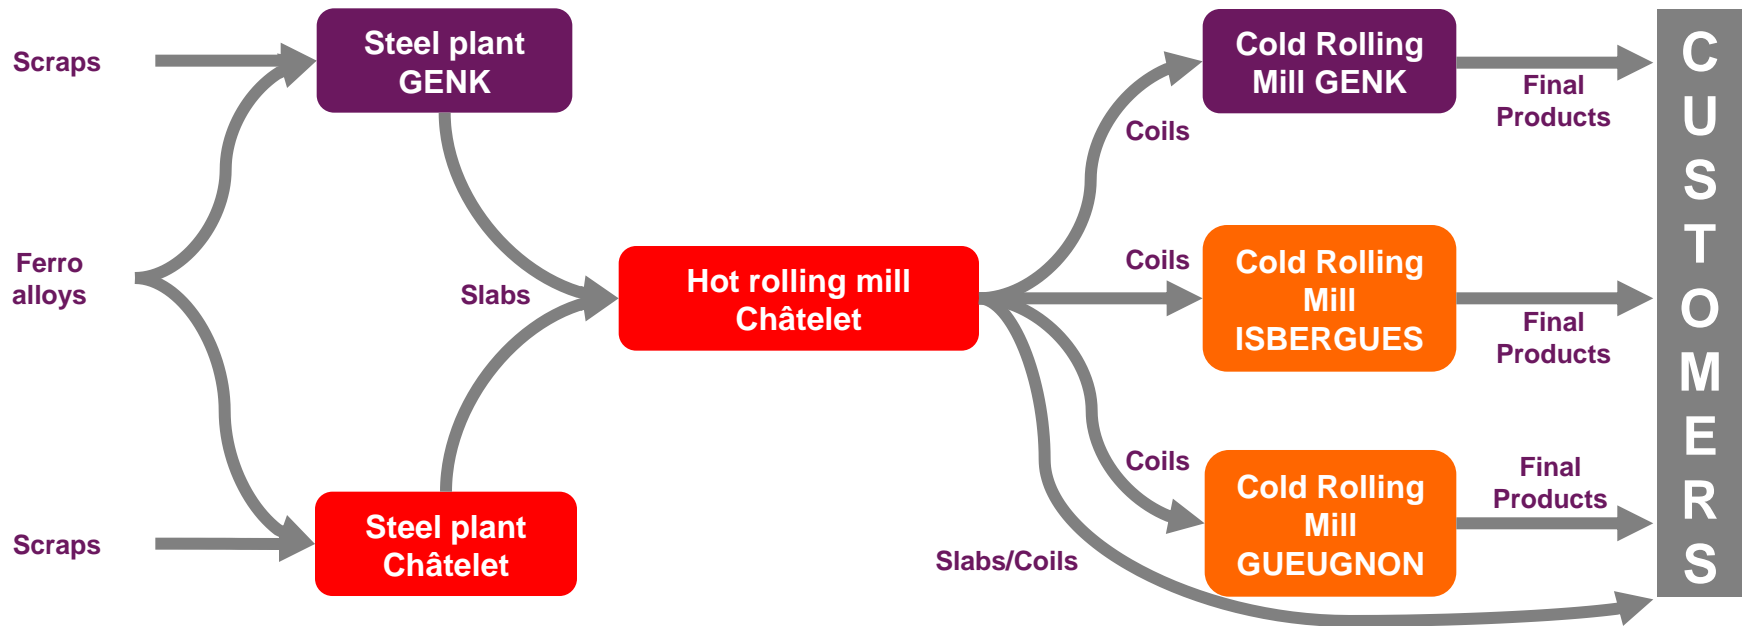 Scraps
Steel plant
GENK
Ferro
alloys
Scraps
Steel plant
Châtelet
Slabs
Hot rolling mill
Châtelet
Coils
Cold Rolling
Mill GENK
Final
Products
Coils
Cold Rolling
Mill
ISBERGUES
Final
Products
Coils
Cold Rolling
Mill
GUEUGNON
Final
Products
Slabs/Coils
CUSTOMERS